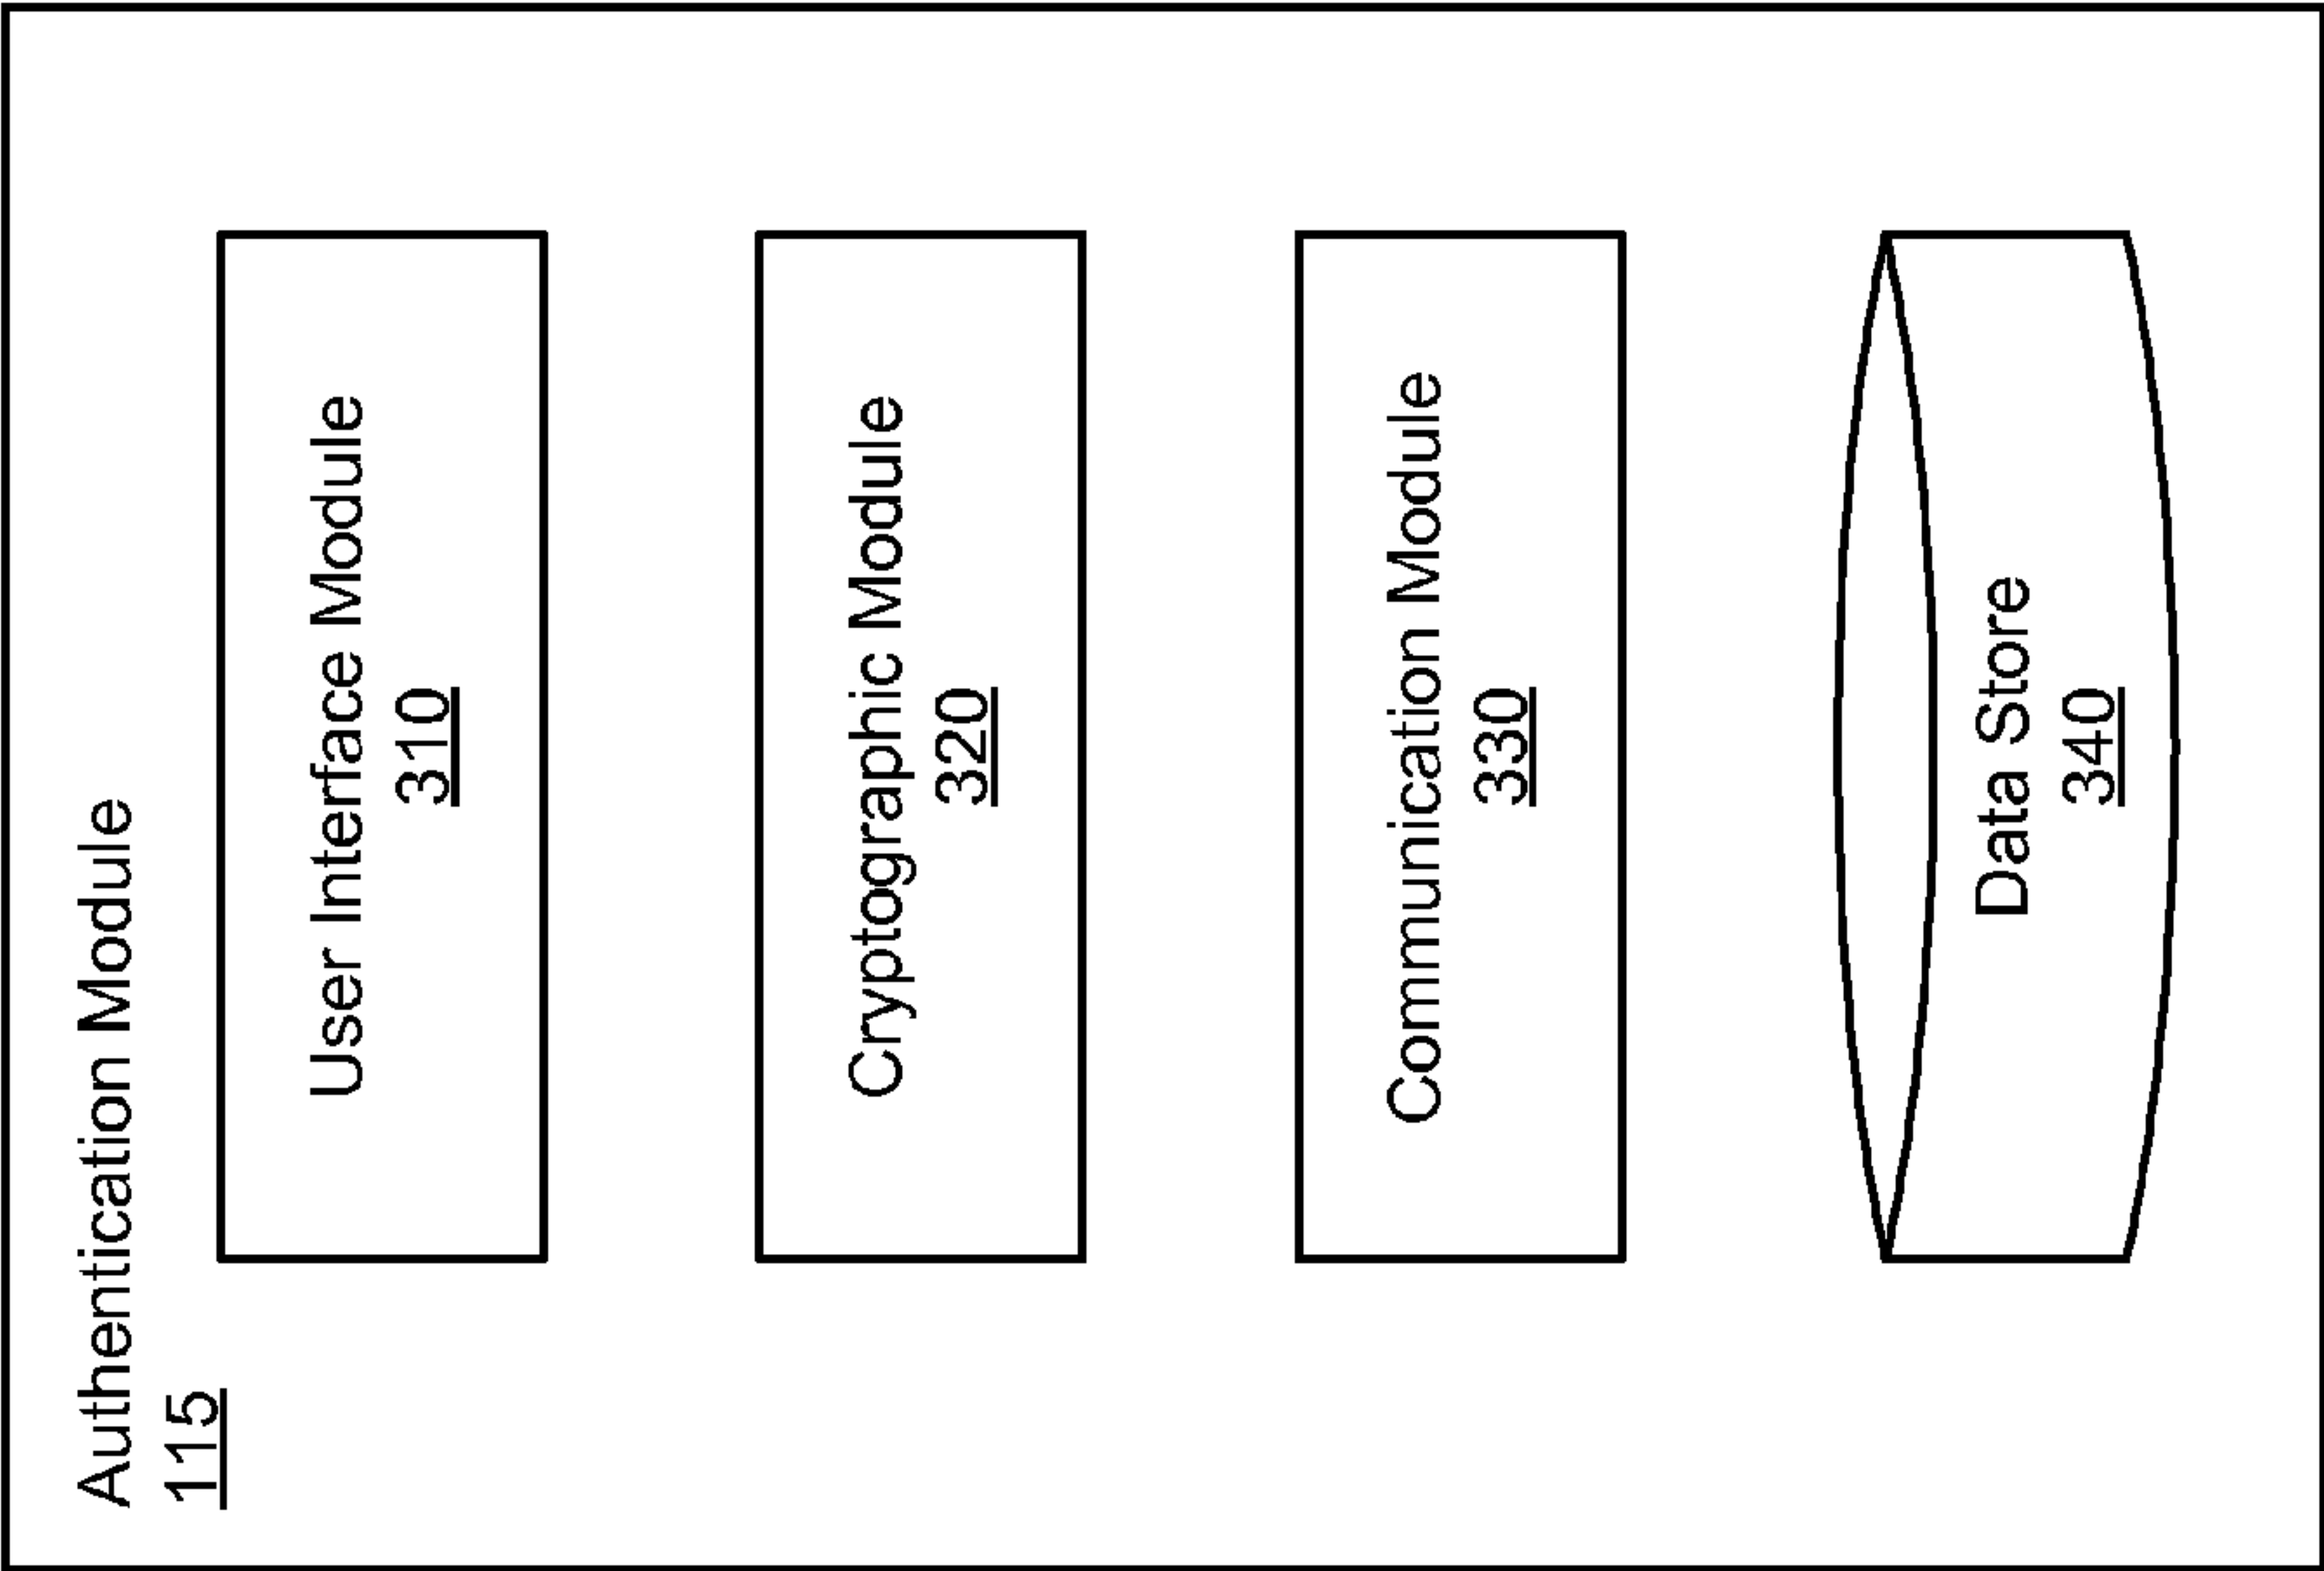 Authentication Module
115
User Interface Module
310
Cryptographic Module
320
Communication Module
330
Data Store
340